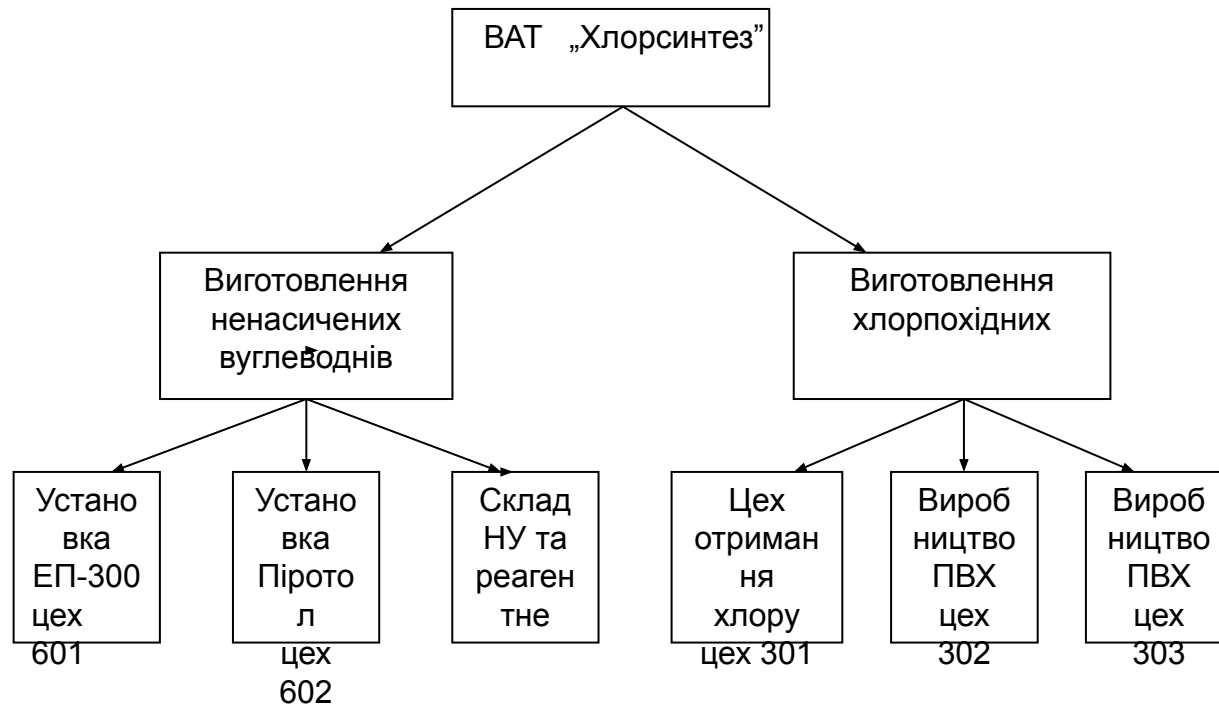 ВАТ „Хлорсинтез”
Виготовлення
ненасичених
вуглеводнів
Виготовлення
хлорпохідних
Устано
вка
ЕП-300
цех
601
Устано
вка
Пірото
л
цех
602
Склад
НУ та
реаген
тне
Цех
отриман
ня
хлору
цех 301
Вироб
ництво
ПВХ
цех
302
Вироб
ництво
ПВХ
цех
303